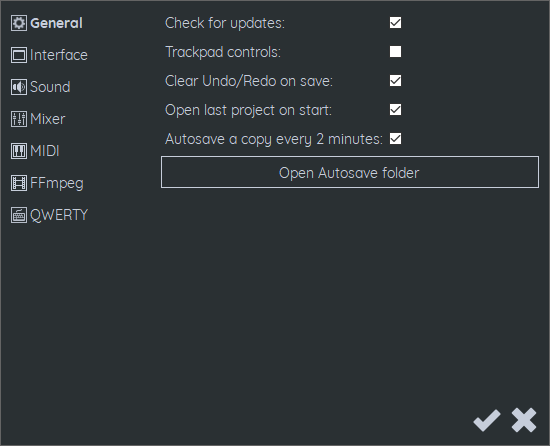 General
Interface
Sound
Mixer
MIDI
FFmpeg
QWERTY
Check for updates:
Trackpad controls:
Clear Undo/Redo on save:
Open last project on start:
Autosave a copy every 2 minutes:
Open Autosave folder